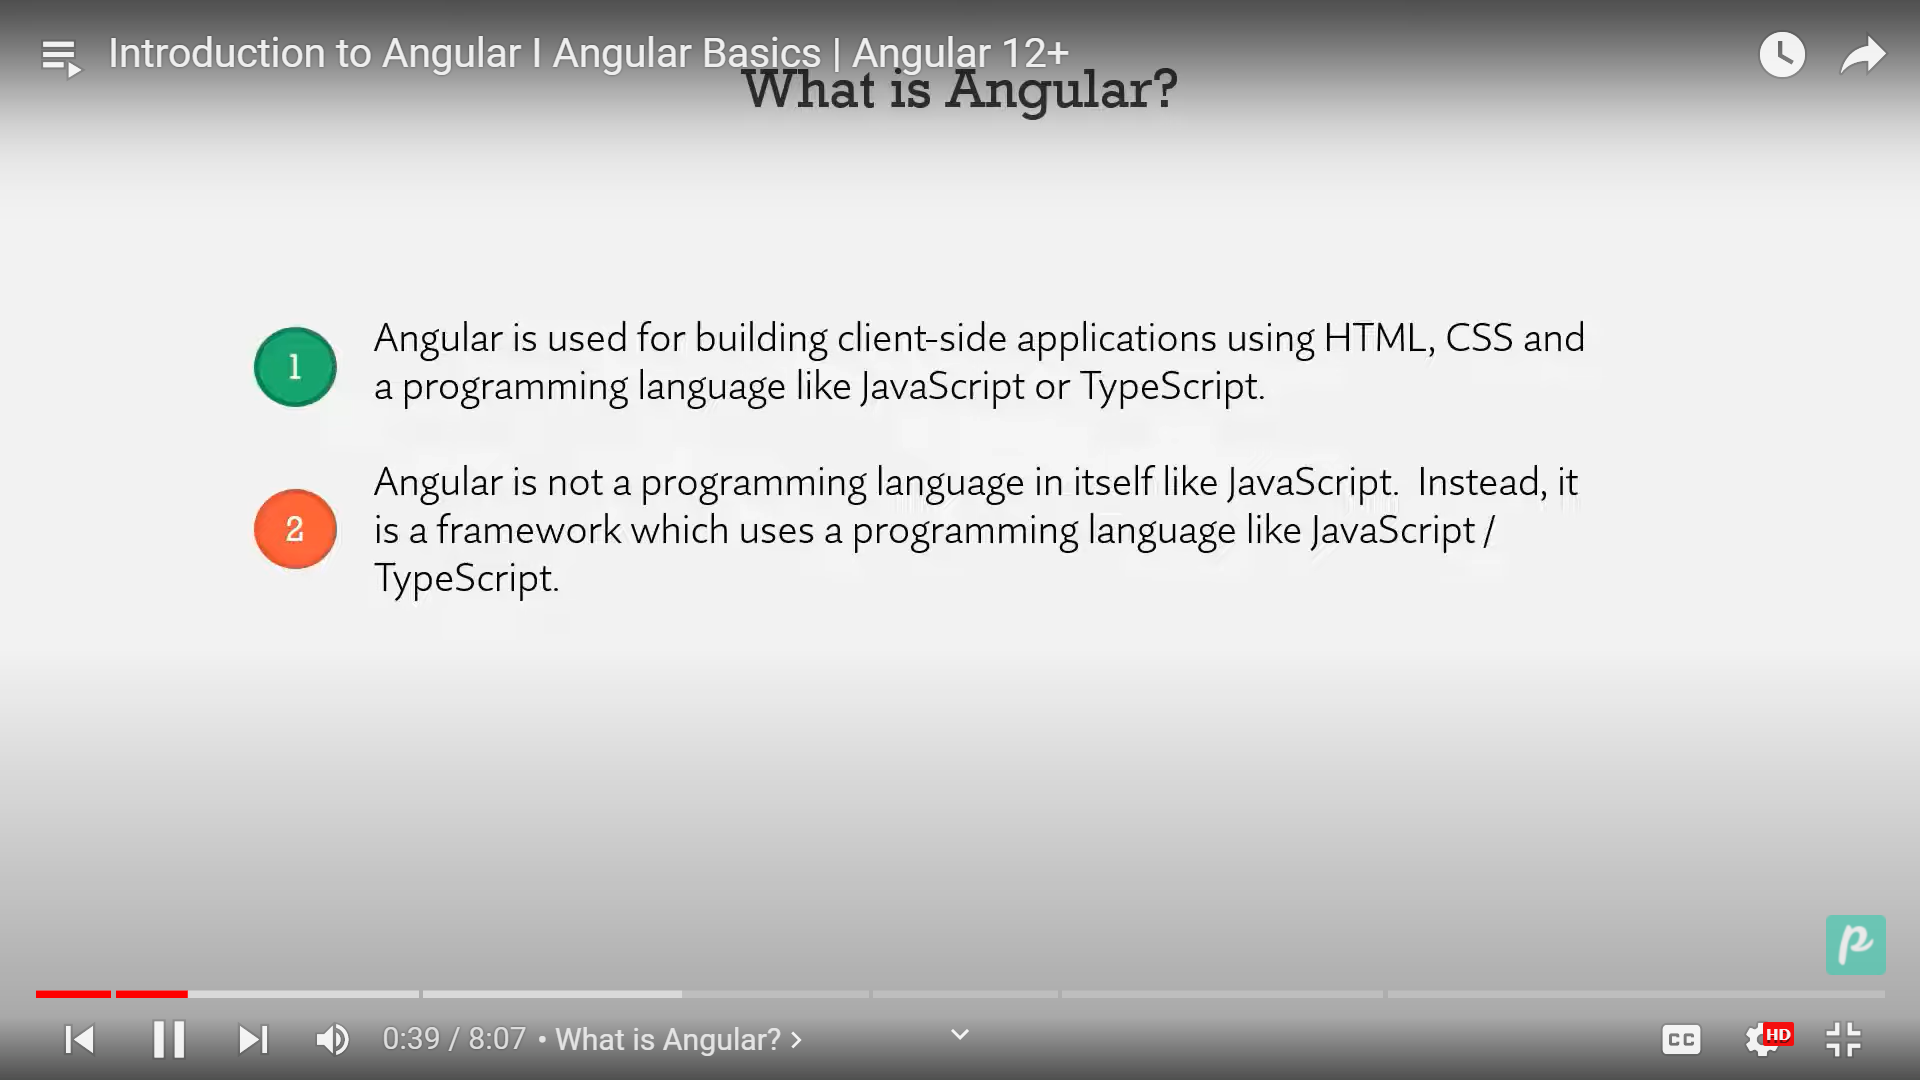 Introduction to Angular I Angular Basics | Angular 12+
What is Angular?
1
Angular is used for building client-side applications using HTML, CSS and
a programming language like JavaScript or TypeScript.
2
Angular is not a programming language in itself like JavaScript. Instead, it
is a framework which uses a programming language like JavaScript /
TypeScript.
p
0:39 / 8:07 • What is Angular? >
CC
HD